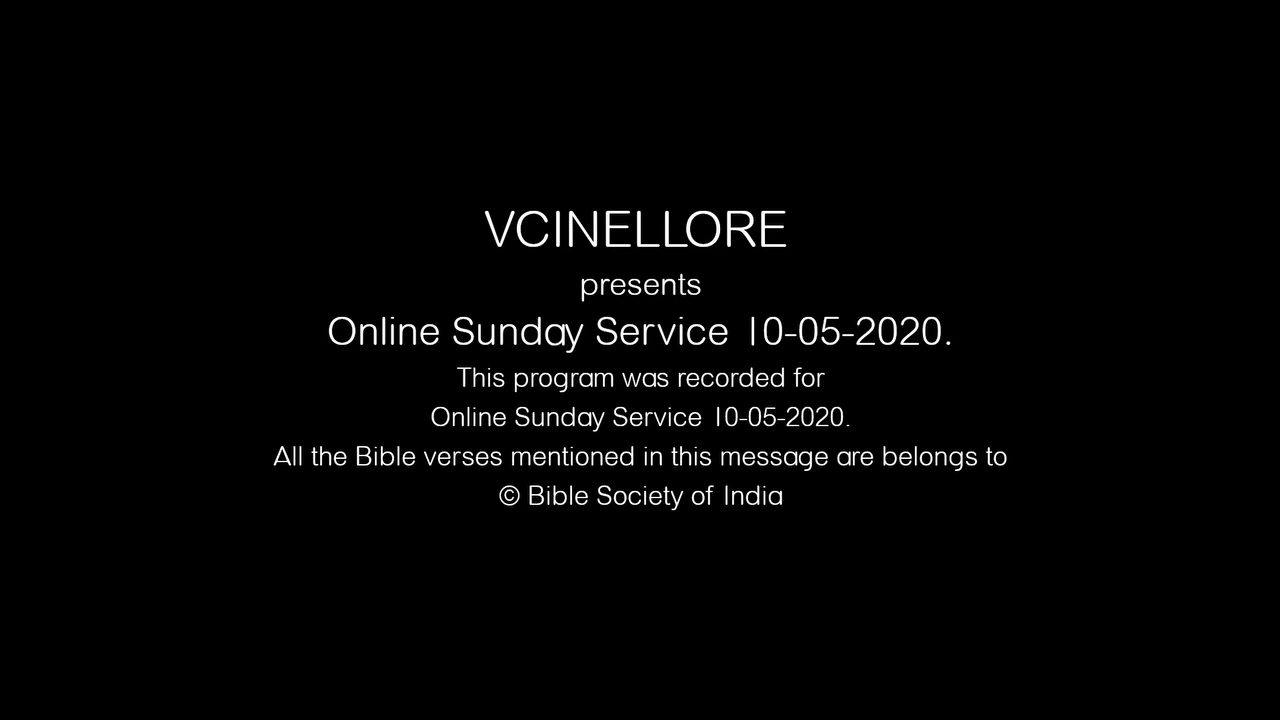 VCINELLORE
presents
Online Sunday Service 10-05-2020.
This program was recorded for
Online Sunday Service 10-05-2020.
All the Bible verses mentioned in this message are belongs to
© Bible Society of India